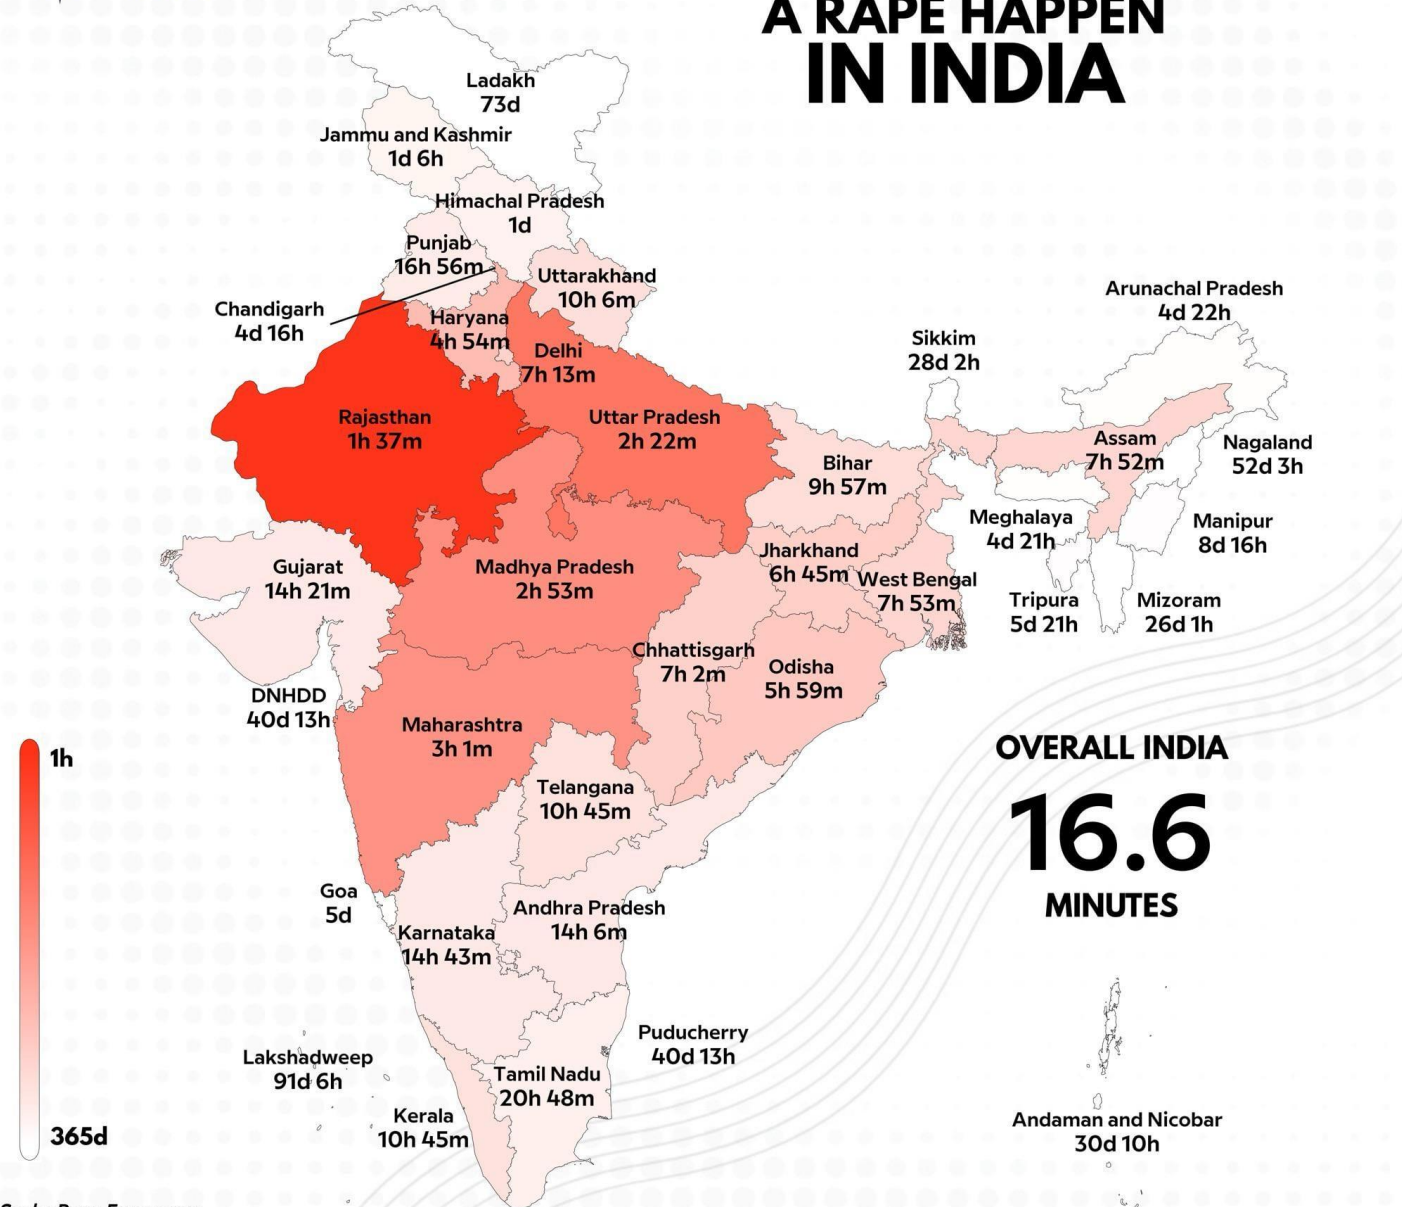 A RAPE HAPPEN
IN INDIA
Ladakh
73d
Jammu and Kashmir
1d 6h
Himachal Pradesh
1d
Punjab
16h 56m
Uttarakhand
10h 6m
Chandigarh
4d 16h
Haryana
4h 54m
Delhi
7h 13m
Arunachal Pradesh
4d 22h
Sikkim
28d 2h
Rajasthan
1h 37m
Uttar Pradesh
2h 22m
Bihar
9h 57m
Assam
7h 52m
Nagaland
52d 3h
Meghalaya
4d 21h
Manipur
8d 16h
Gujarat
14h 21m
Madhya Pradesh
2h 53m
Jharkhand
6h 45m
West Bengal
7h 53m
Tripura
5d 21h
Mizoram
26d 1h
Chhattisgarh
7h 2m
Odisha
5h 59m
DNHDD
40d 13h
Maharashtra
3h 1m
1h
OVERALL INDIA
16.6
MINUTES
Telangana
10h 45m
Goa
5d
Andhra Pradesh
14h 6m
Karnataka
14h 43m
Puducherry
40d 13h
Lakshadweep
91d 6h
Tamil Nadu
20h 48m
Kerala
10h 45m
365d
Andaman and Nicobar
30d 10h